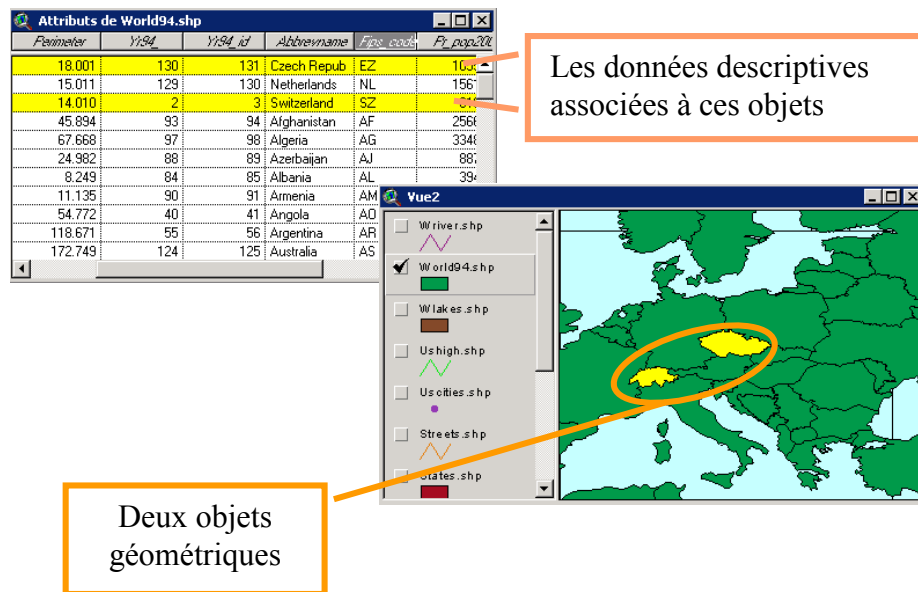 Attributs de World94.shp
Perimeter Yr94_ Yr94_id Abbrevname Fips_code
18.001 130 131 Czech Repub EZ
15.011 129 130 Netherlands NL
14.010 2 3 Switzerland SZ
45.894 93 94 Afghanistan AF
67.668 97 98 Algeria AG
24.982 88 89 Azerbaijan AJ
8.249 84 85 Albania AL
11.135 90 91 Armenia AM
54.772 40 41 Angola AO
118.671 55 56 Argentina AR
172.749 124 125 Australia AS
Les données descriptives
associées à ces objets
Vue2
Wriver.shp
World94.shp
Wlakes.shp
Ushigh.shp
Uscities.shp
Streets.shp
States.shp
Deux objets
géométriques